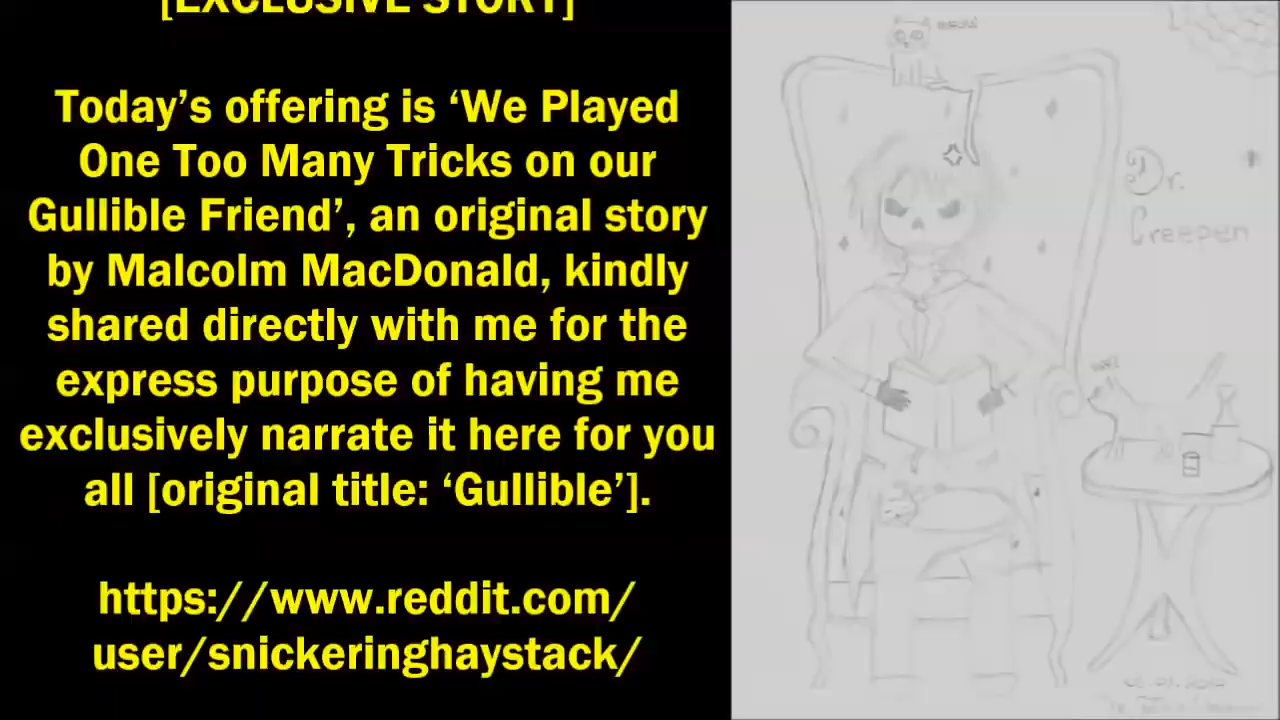 [EXCLUSIVE STORY]
Today’s offering is ‘We Played
One Too Many Tricks on our
Gullible Friend’, an original story
by Malcolm MacDonald, kindly
shared directly with me for the
express purpose of having me
exclusively narrate it here for you
all [original title: ‘Gullible’].
https://www.reddit.com/
user/snickeringhaystack/
Dr.
Creepen